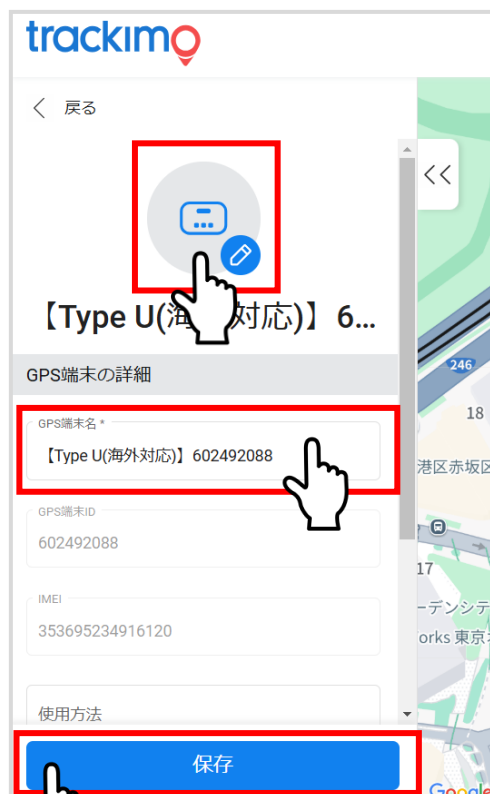 trackimo
戻る
【Type U(海 対応)】 6...
GPS端末の詳細
GPS端末名 *
【Type U(海外対応)】602492088
GPS端末ID
602492088
IMEI
353695234916120
使用方法
保存
246
18
港区赤坂区
17
ーデンシテ
orks 東京
Google